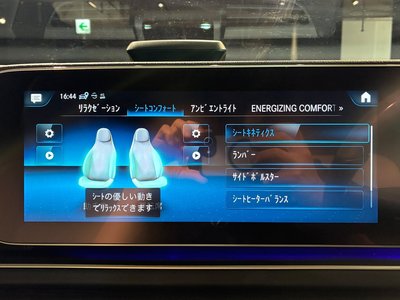 16:44
リラクゼーション シートコンフォート アンビエントライト ENERGIZING COMFORT »
シートキネティクス
ランバー
サイドボルスター
シートヒーターバランス
シートの優しい動き
でリラックスできます